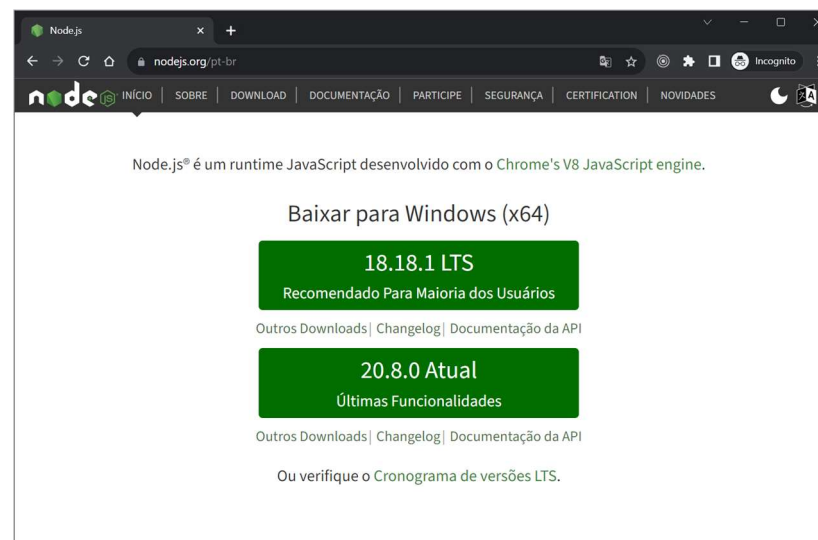 Node.js
nodejs.org/pt-br
Incognito
node JS
INÍCIO | SOBRE | DOWNLOAD | DOCUMENTAÇÃO | PARTICIPE | SEGURANÇA | CERTIFICATION | NOVIDADES
Node.js® é um runtime JavaScript desenvolvido com o Chrome's V8 JavaScript engine.
Baixar para Windows (x64)
18.18.1 LTS
Recomendado Para Maioria dos Usuários
Outros Downloads| Changelog| Documentação da API
20.8.0 Atual
Últimas Funcionalidades
Outros Downloads| Changelog| Documentação da API
Ou verifique o Cronograma de versões LTS.